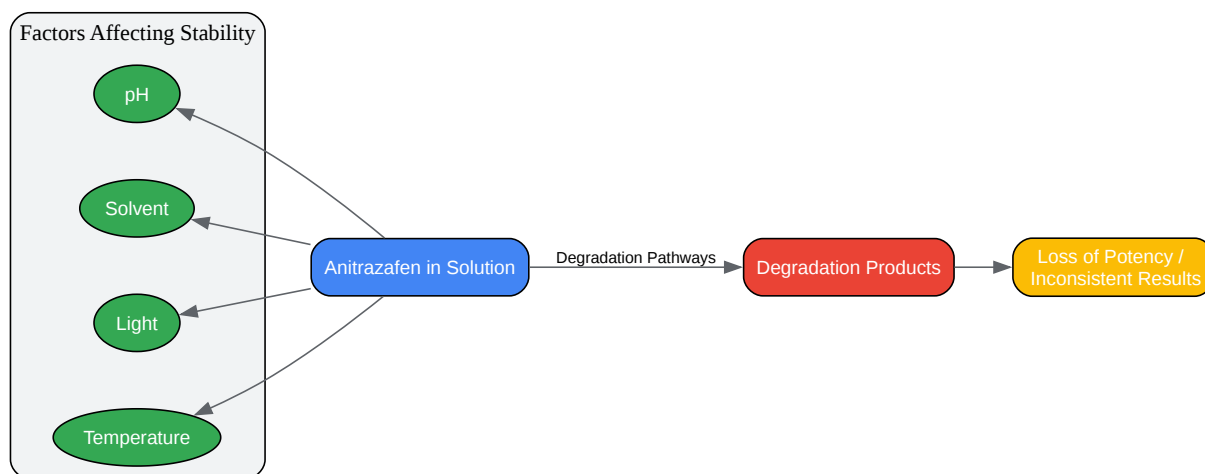 Factors Affecting Stability
pH
Solvent
Light
Temperature
Anitrazafen in Solution
Degradation Pathways
Degradation Products
Loss of Potency /
Inconsistent Results